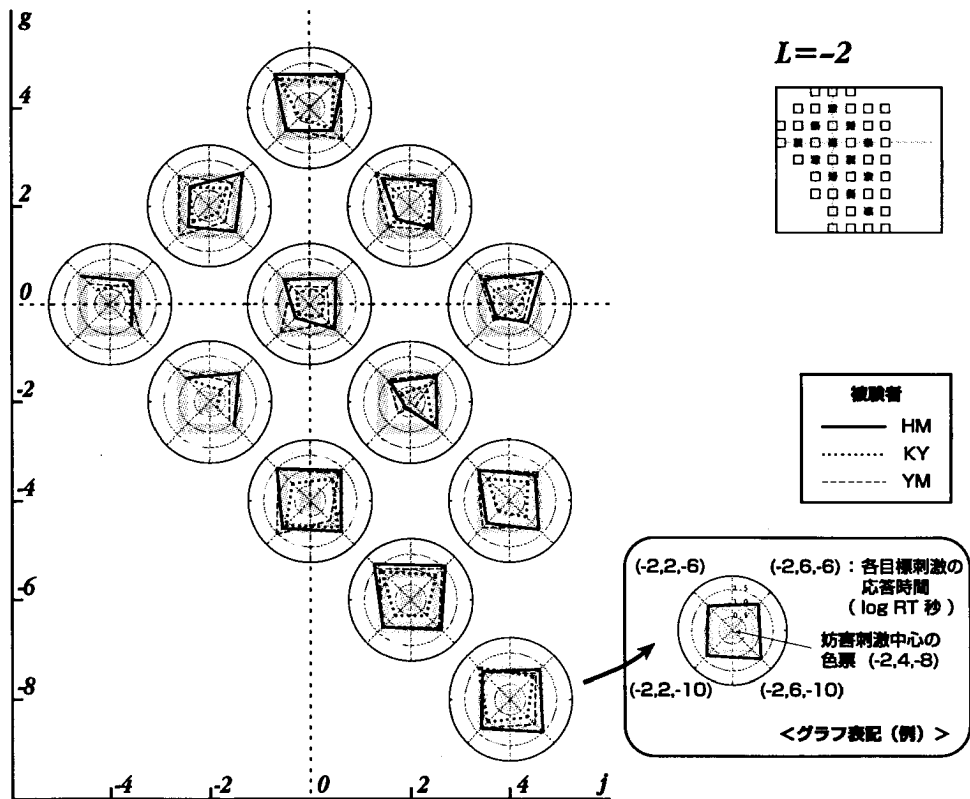 g
4
2
0
-2
-4
-6
-8
-4
-2
0
2
4
j
L=-2
被験者
HM
KY
YM
(-2,2,-6)
(-2,6,-6) : 各目標刺激の
応答時間
( log RT 秒 )
妨害刺激中心の
色票 (-2,4,-8)
(-2,2,-10)
(-2,6,-10)
<グラフ表記（例）>